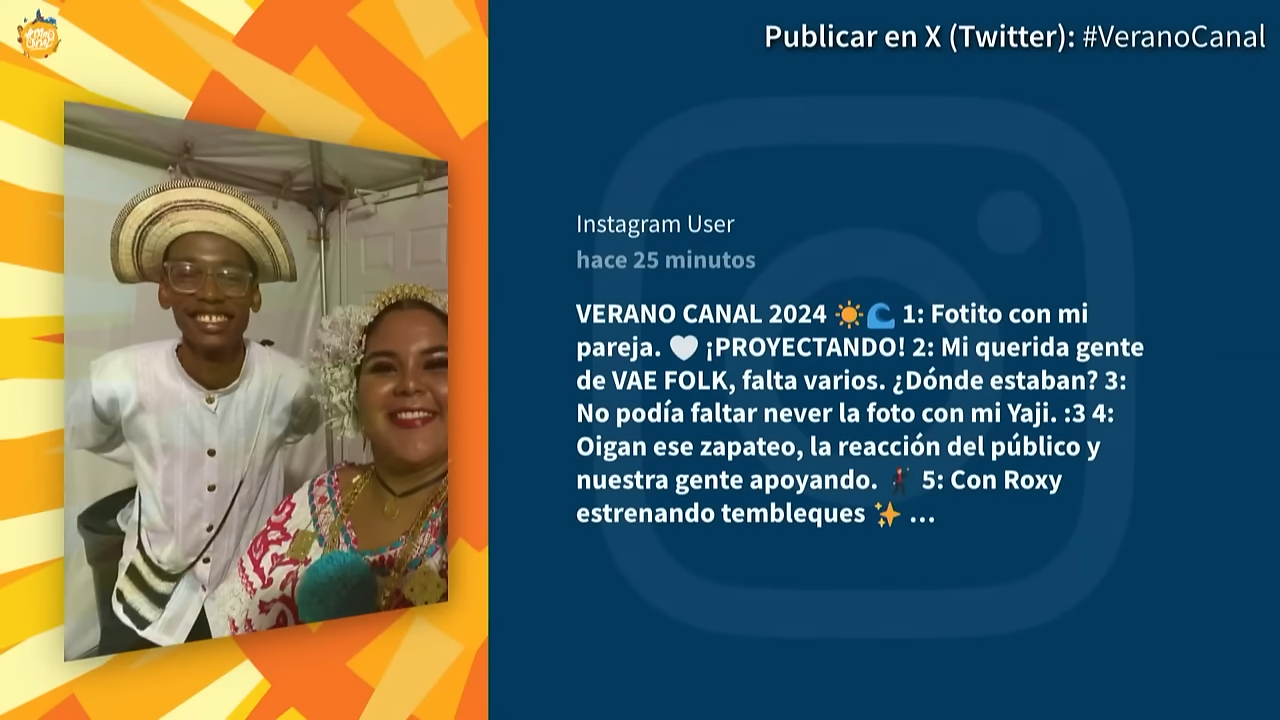 Publicar en X (Twitter): #VeranoCanal
Instagram User
hace 25 minutos
VERANO CANAL 2024 ☀️🌊 1: Fotito con mi
pareja. 🤍 ¡PROYECTANDO! 2: Mi querida gente
de VAE FOLK, falta varios. ¿Dónde estaban? 3:
No podía faltar never la foto con mi Yaji. :3 4:
Oigan ese zapateo, la reacción del público y
nuestra gente apoyando. 💃🏽 5: Con Roxy
estrenando tembleques ✨ ...